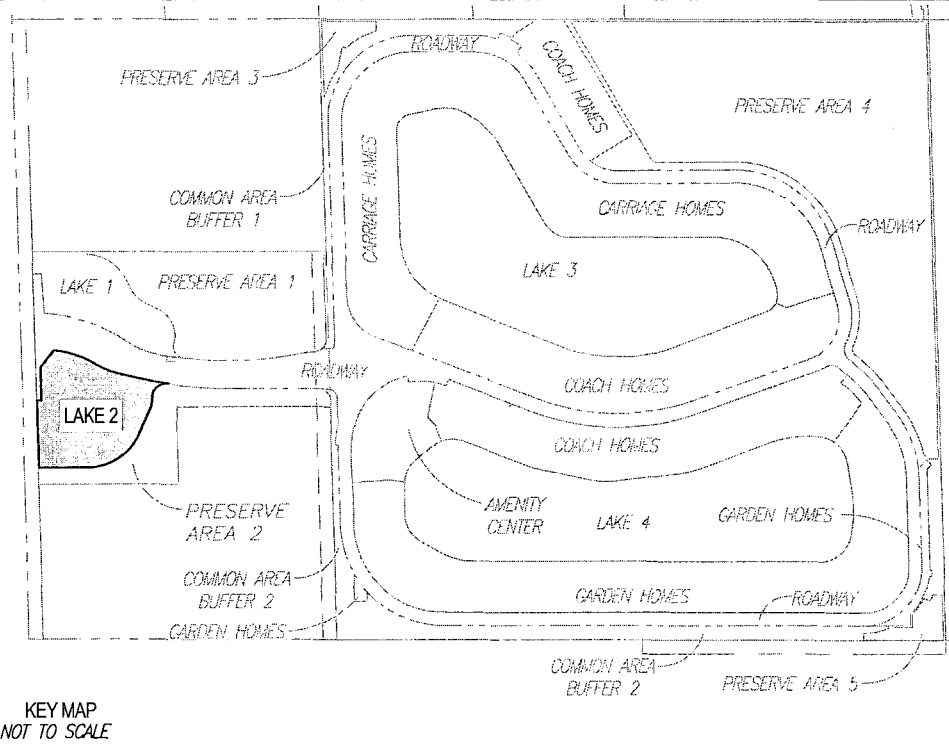 ROADWAY
COACH HOMES
PRESERVE AREA 3
PRESERVE AREA 4
CARRIAGE HOMES
COMMON AREA
BUFFER 1
CARRIAGE HOMES
ROADWAY
LAKE 1
PRESERVE AREA 1
LAKE 3
ROADWAY
COACH HOMES
LAKE 2
COACH HOMES
PRESERVE
AREA 2
AMENITY
CENTER
LAKE 4
GARDEN HOMES
COMMON AREA
BUFFER 2
GARDEN HOMES
ROADWAY
GARDEN HOMES
COMMON AREA
BUFFER 2
PRESERVE AREA 5
KEY MAP
NOT TO SCALE